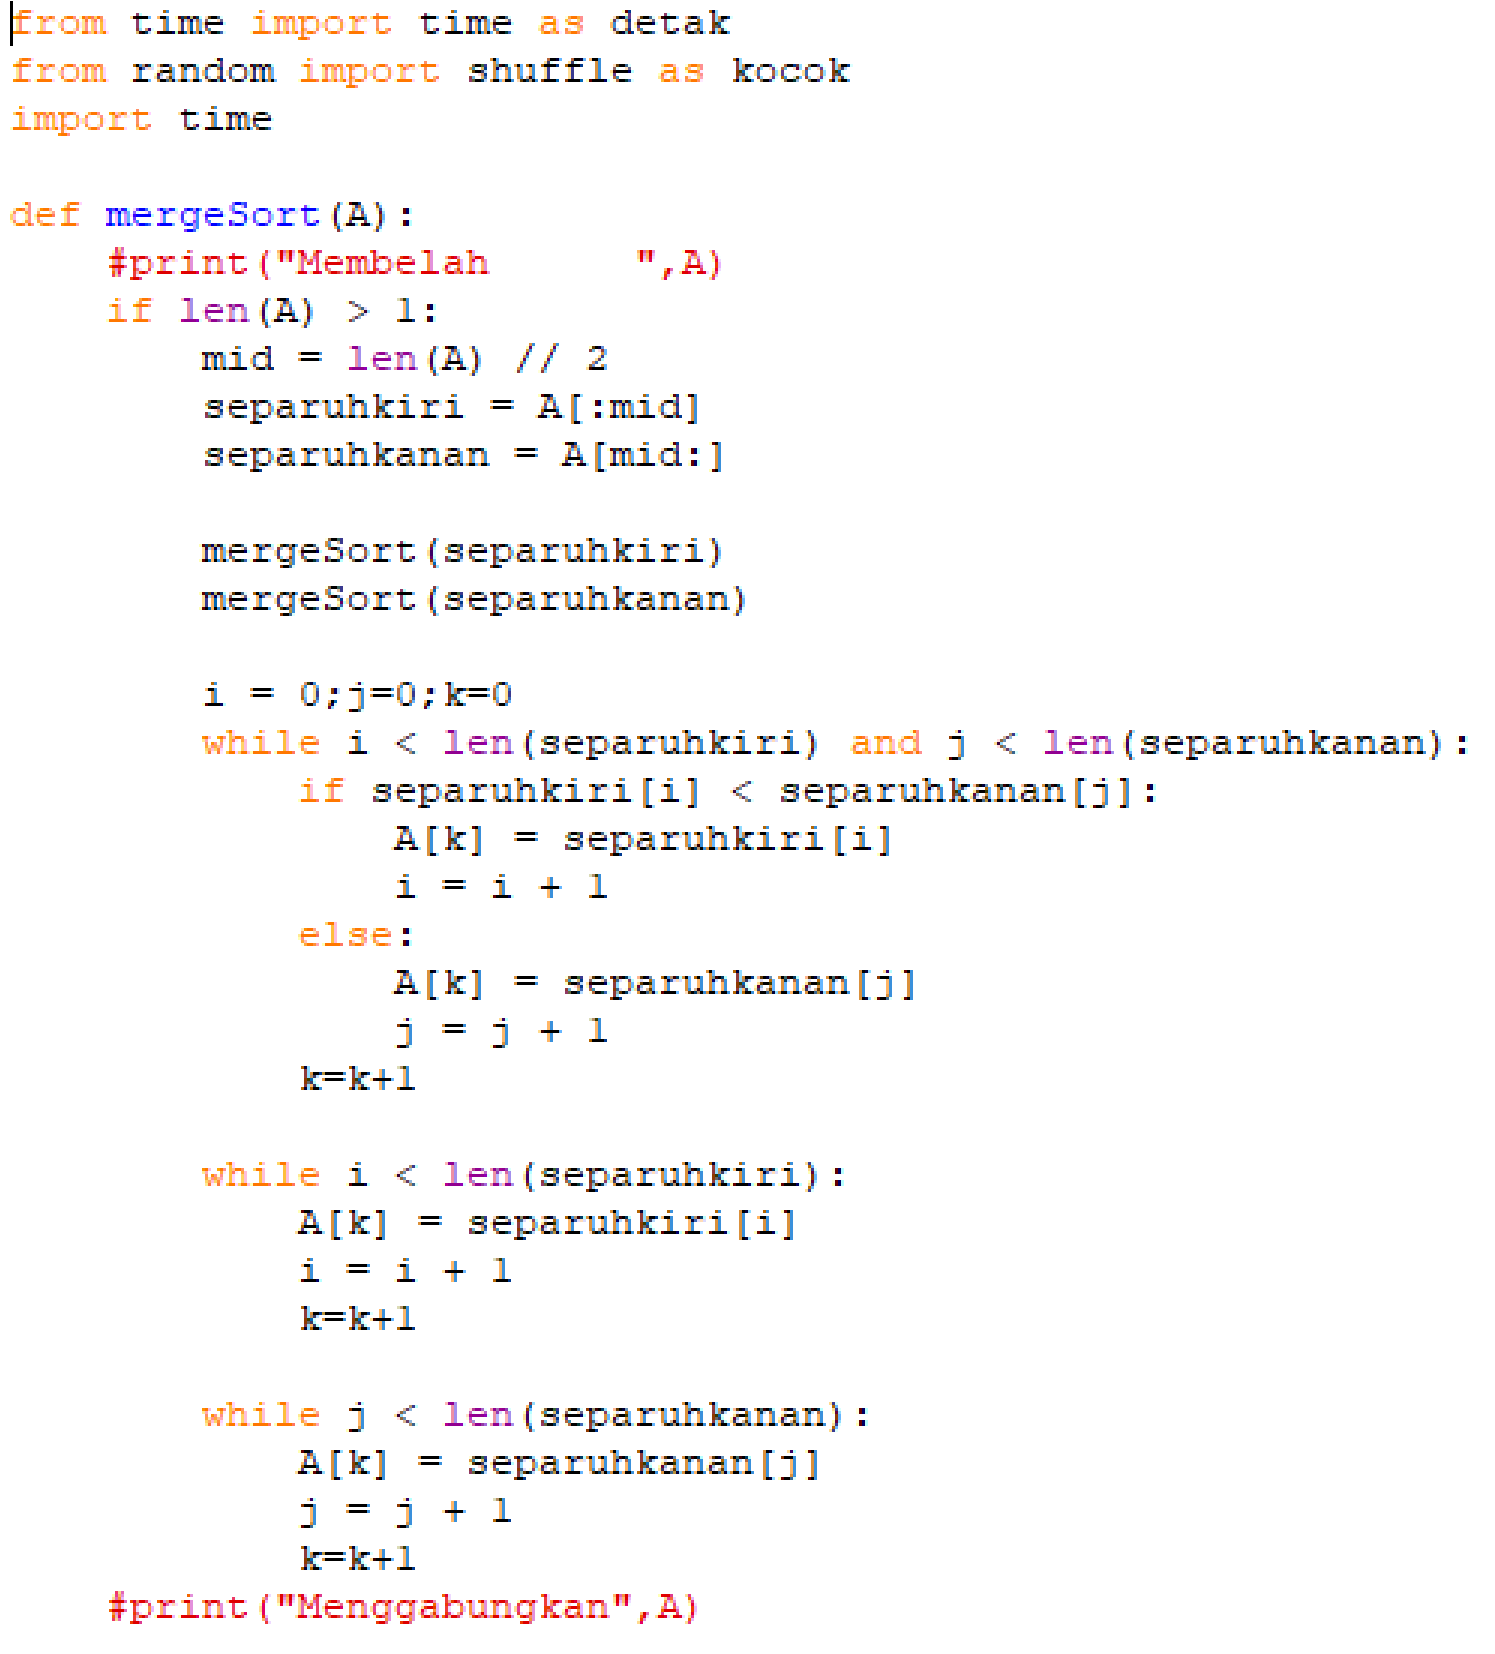 from time import time as detak
from random import shuffle as kocok
import time
def mergeSort(A):
    #print("Membelah      ",A)
    if len(A) > 1:
        mid = len(A) // 2
        separuhkiri = A[:mid]
        separuhkanan = A[mid:]
        mergeSort(separuhkiri)
        mergeSort(separuhkanan)
        i = 0;j=0;k=0
        while i < len(separuhkiri) and j < len(separuhkanan):
            if separuhkiri[i] < separuhkanan[j]:
                A[k] = separuhkiri[i]
                i = i + 1
            else:
                A[k] = separuhkanan[j]
                j = j + 1
            k=k+1
        while i < len(separuhkiri):
            A[k] = separuhkiri[i]
            i = i + 1
            k=k+1
        while j < len(separuhkanan):
            A[k] = separuhkanan[j]
            j = j + 1
            k=k+1
    #print("Menggabungkan",A)